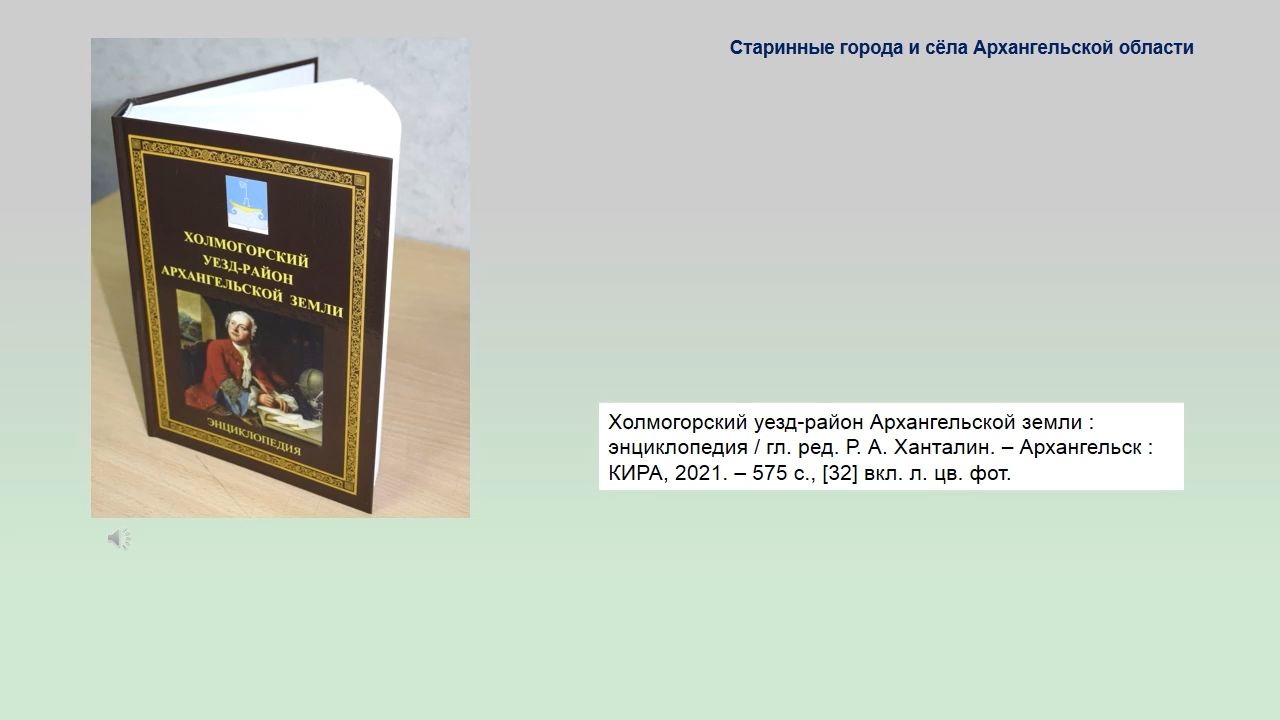 Старинные города и сёла Архангельской области
ХОЛМОГОРСКИЙ
УЕЗД-РАЙОН
АРХАНГЕЛЬСКОЙ ЗЕМЛИ
ЭНЦИКЛОПЕДИЯ
Холмогорский уезд-район Архангельской земли :
энциклопедия / гл. ред. Р. А. Ханталин. – Архангельск :
КИРА, 2021. – 575 с., [32] вкл. л. цв. фот.